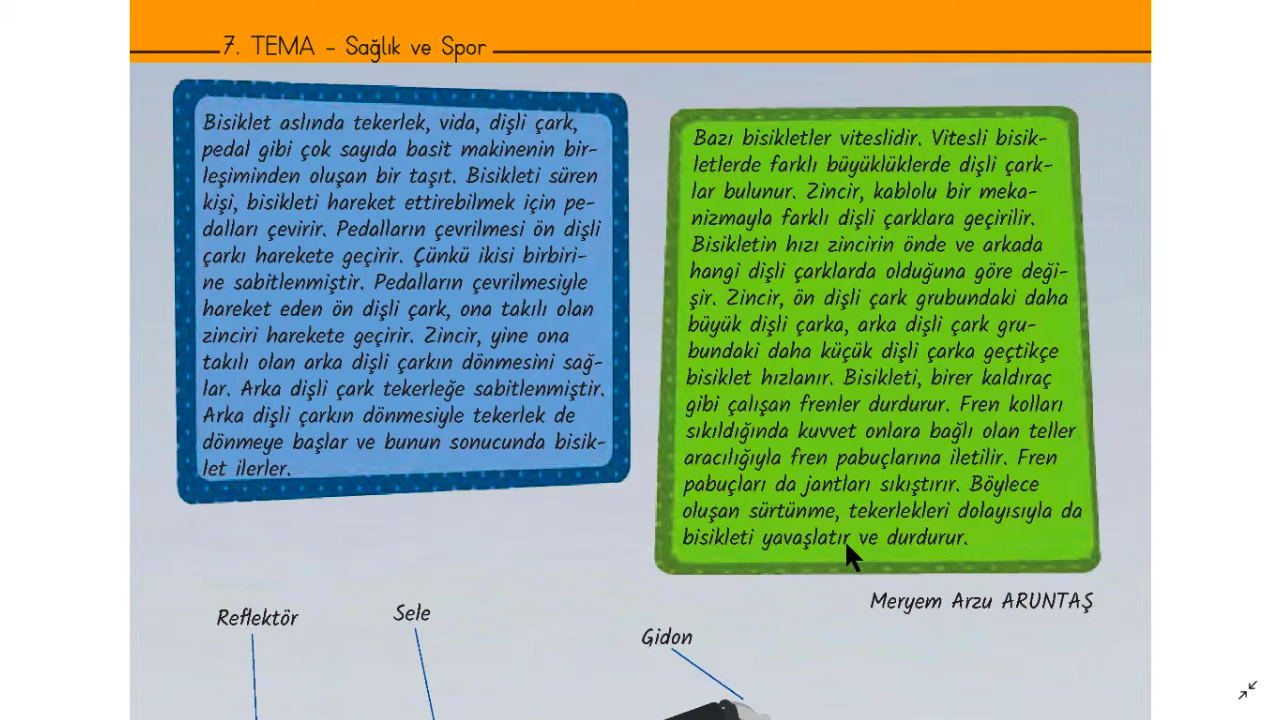 7. TEMA - Sağlık ve Spor
Bisiklet aslında tekerlek, vida, dişli çark,
pedal gibi çok sayıda basit makinenin bir-
leşiminden oluşan bir taşıt. Bisikleti süren
kişi, bisikleti hareket ettirebilmek için pe-
dalları çevirir. Pedalların çevrilmesi ön dişli
çarkı harekete geçirir. Çünkü ikisi birbiri-
ne sabitlenmiştir. Pedalların çevrilmesiyle
hareket eden ön dişli çark, ona takılı olan
zinciri harekete geçirir. Zincir, yine ona
takılı olan arka dişli çarkın dönmesini sağ-
lar. Arka dişli çark tekerleğe sabitlenmiştir.
Arka dişli çarkın dönmesiyle tekerlek de
dönmeye başlar ve bunun sonucunda bisik-
let ilerler.
Bazı bisikletler viteslidir. Vitesli bisik-
letlerde farklı büyüklüklerde dişli çark-
lar bulunur. Zincir, kablolu bir meka-
nizmayla farklı dişli çarklara geçirilir.
Bisikletin hızı zincirin önde ve arkada
hangi dişli çarklarda olduğuna göre deği-
şir. Zincir, ön dişli çark grubundaki daha
büyük dişli çarka, arka dişli çark gru-
bundaki daha küçük dişli çarka geçtikçe
bisiklet hızlanır. Bisikleti, birer kaldıraç
gibi çalışan frenler durdurur. Fren kolları
sıkıldığında kuvvet onlara bağlı olan teller
aracılığıyla fren pabuçlarına iletilir. Fren
pabuçları da jantları sıkıştırır. Böylece
oluşan sürtünme, tekerlekleri dolayısıyla da
bisikleti yavaşlatır ve durdurur.
Meryem Arzu ARUNTAŞ
Reflektör
Sele
Gidon